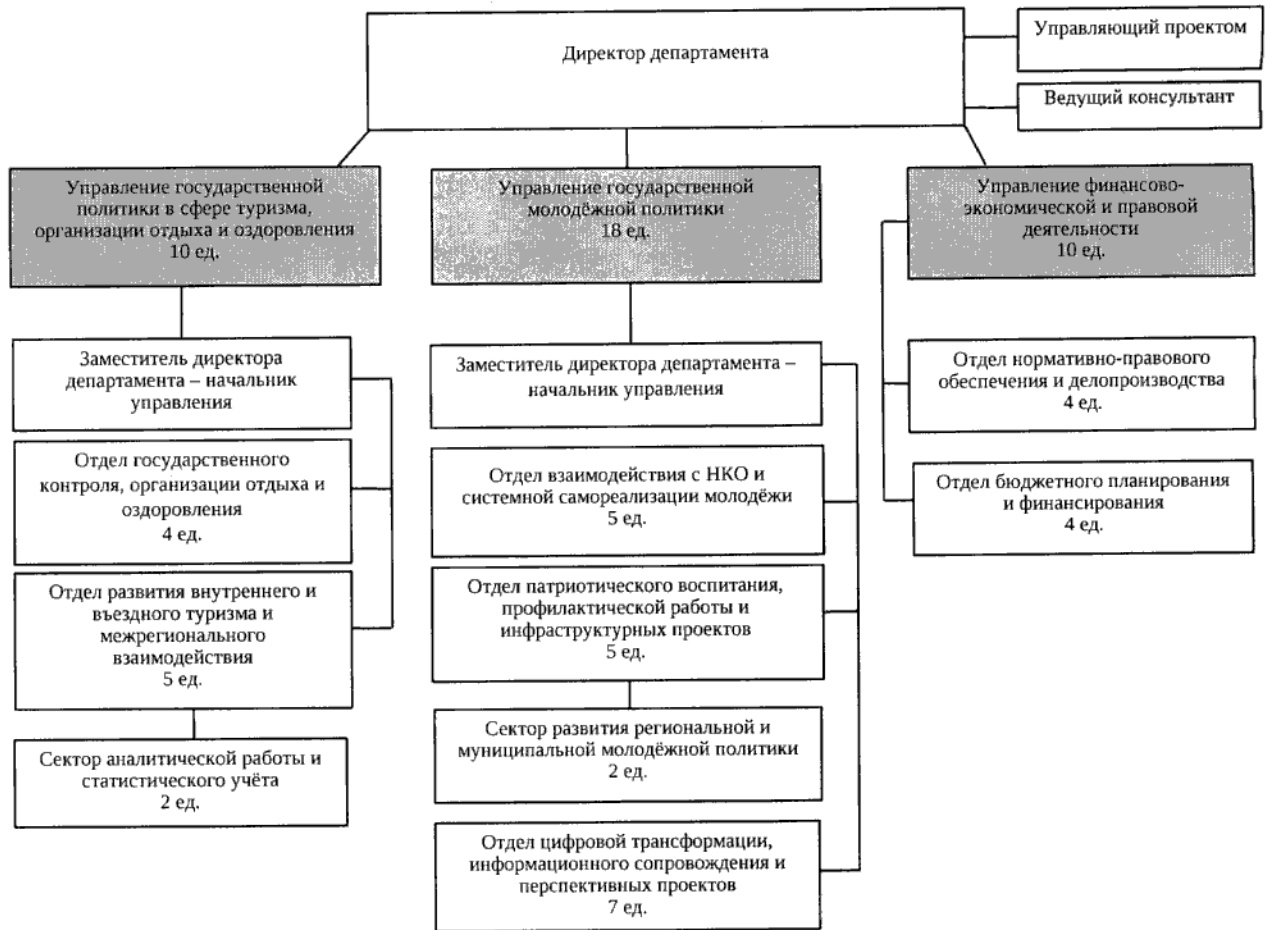 Директор департамента
Управляющий проектом
Ведущий консультант
Управление государственной
политики в сфере туризма,
организации отдыха и оздоровления
10 ед.
Управление государственной
молодёжной политики
18 ед.
Управление финансово-
экономической и правовой
деятельности
10 ед.
Заместитель директора
департамента – начальник
управления
Отдел государственного
контроля, организации отдыха и
оздоровления
4 ед.
Отдел развития внутреннего и
въездного туризма и
межрегионального
взаимодействия
5 ед.
Сектор аналитической работы и
статистического учёта
2 ед.
Заместитель директора департамента –
начальник управления
Отдел взаимодействия с НКО и
системной самореализации молодёжи
5 ед.
Отдел патриотического воспитания,
профилактической работы и
инфраструктурных проектов
5 ед.
Сектор развития региональной и
муниципальной молодёжной политики
2 ед.
Отдел цифровой трансформации,
информационного сопровождения и
перспективных проектов
7 ед.
Отдел нормативно-правового
обеспечения и делопроизводства
4 ед.
Отдел бюджетного планирования
и финансирования
4 ед.